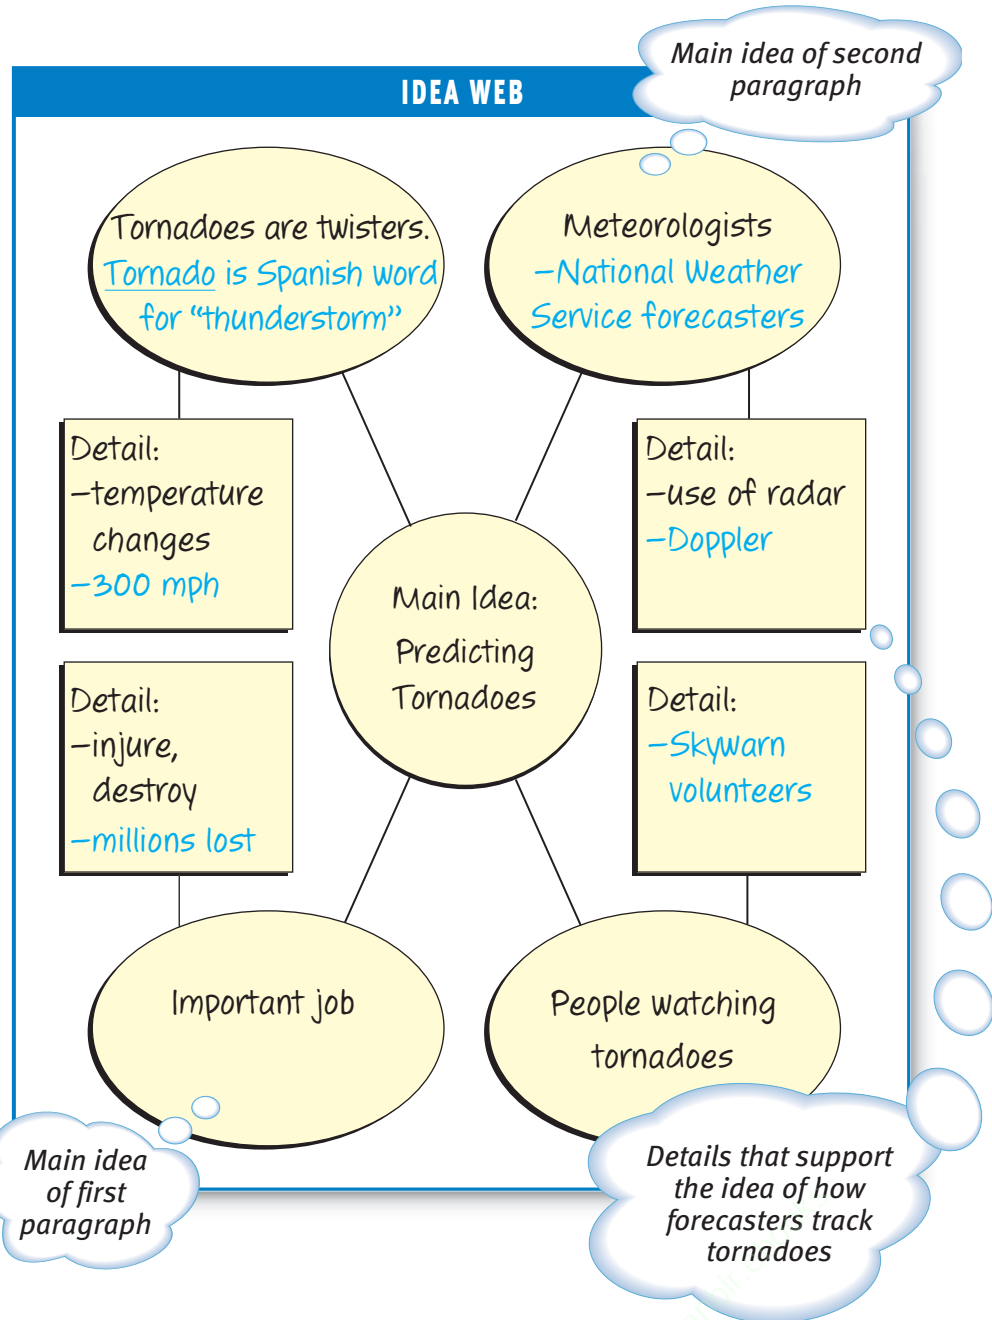 Main idea of second
paragraph
IDEA WEB
Tornadoes are twisters.
Tornado is Spanish word
for “thunderstorm”
Meteorologists
–National Weather
Service forecasters
Detail:
–temperature
changes
–300 mph
Detail:
–use of radar
–Doppler
Main Idea:
Predicting
Tornadoes
Detail:
–injure,
destroy
–millions lost
Detail:
–Skywarn
volunteers
Important job
People watching
tornadoes
Main idea
of first
paragraph
Details that support
the idea of how
forecasters track
tornadoes